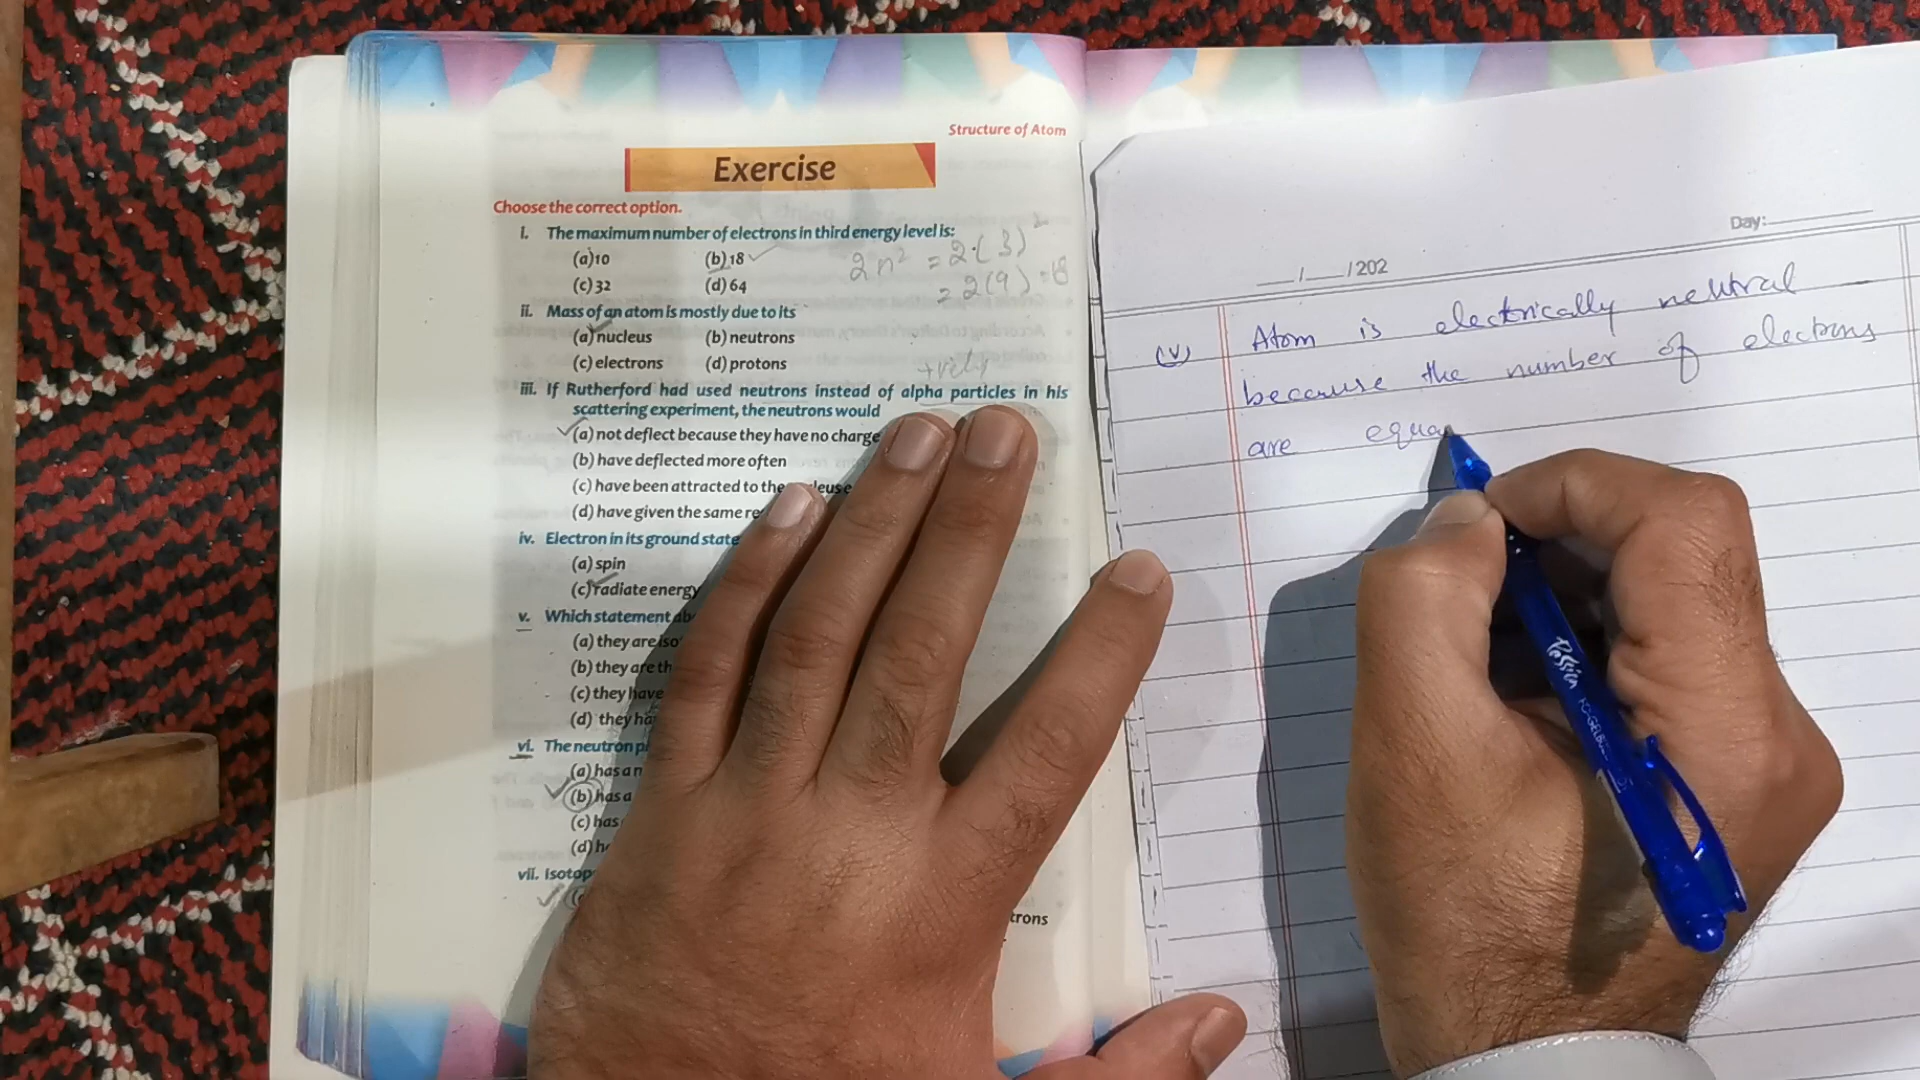 Structure of Atom
Exercise
Choose the correct option.
i. The maximum number of electrons in third energy level is:
(a)10 (b)18
(c)32 (d)64
2n² = 2·(3)²
= 2(9) = 18
ii. Mass of an atom is mostly due to its
(a) nucleus (b) neutrons
(c) electrons (d) protons
+vely
iii. If Rutherford had used neutrons instead of alpha particles in his
scattering experiment, the neutrons would
(a) not deflect because they have no charge
(b) have deflected more often
(c) have been attracted to the
(d) have given the same
iv. Electron in its ground state
(a) spin
(c) radiate energy
v. Which statement
(a) they are
(b) they are
(c) they have
(d) they
vi. The neutron
(a) has a
(b) has a
(c) has
(d)
vii.
trons
Day:
/ / 202
(v) Atom is electrically neutral
because the number of electrons
are equa
Passion